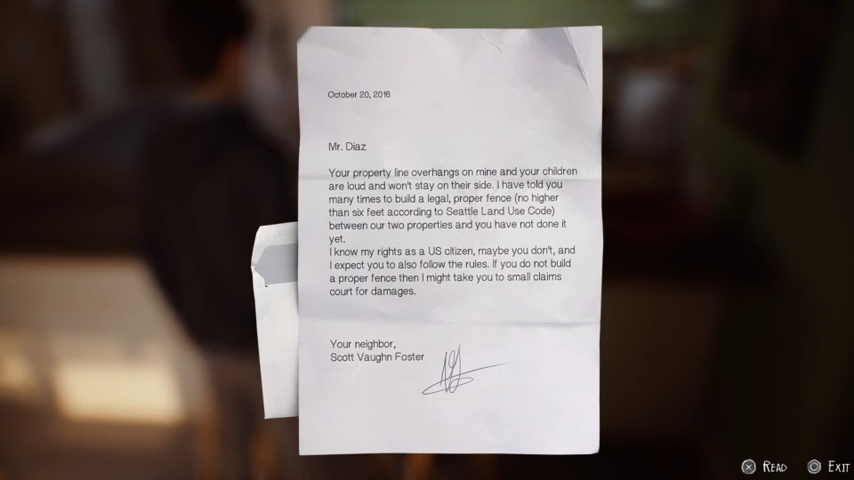 October 20, 2016
Mr. Diaz
Your property line overhangs on mine and your children
are loud and won't stay on their side. I have told you
many times to build a legal, proper fence (no higher
than six feet according to Seattle Land Use Code)
between our two properties and you have not done it
yet.
I know my rights as a US citizen, maybe you don't, and
I expect you to also follow the rules. If you do not build
a proper fence then I might take you to small claims
court for damages.
Your neighbor,
Scott Vaughn Foster
READ EXIT